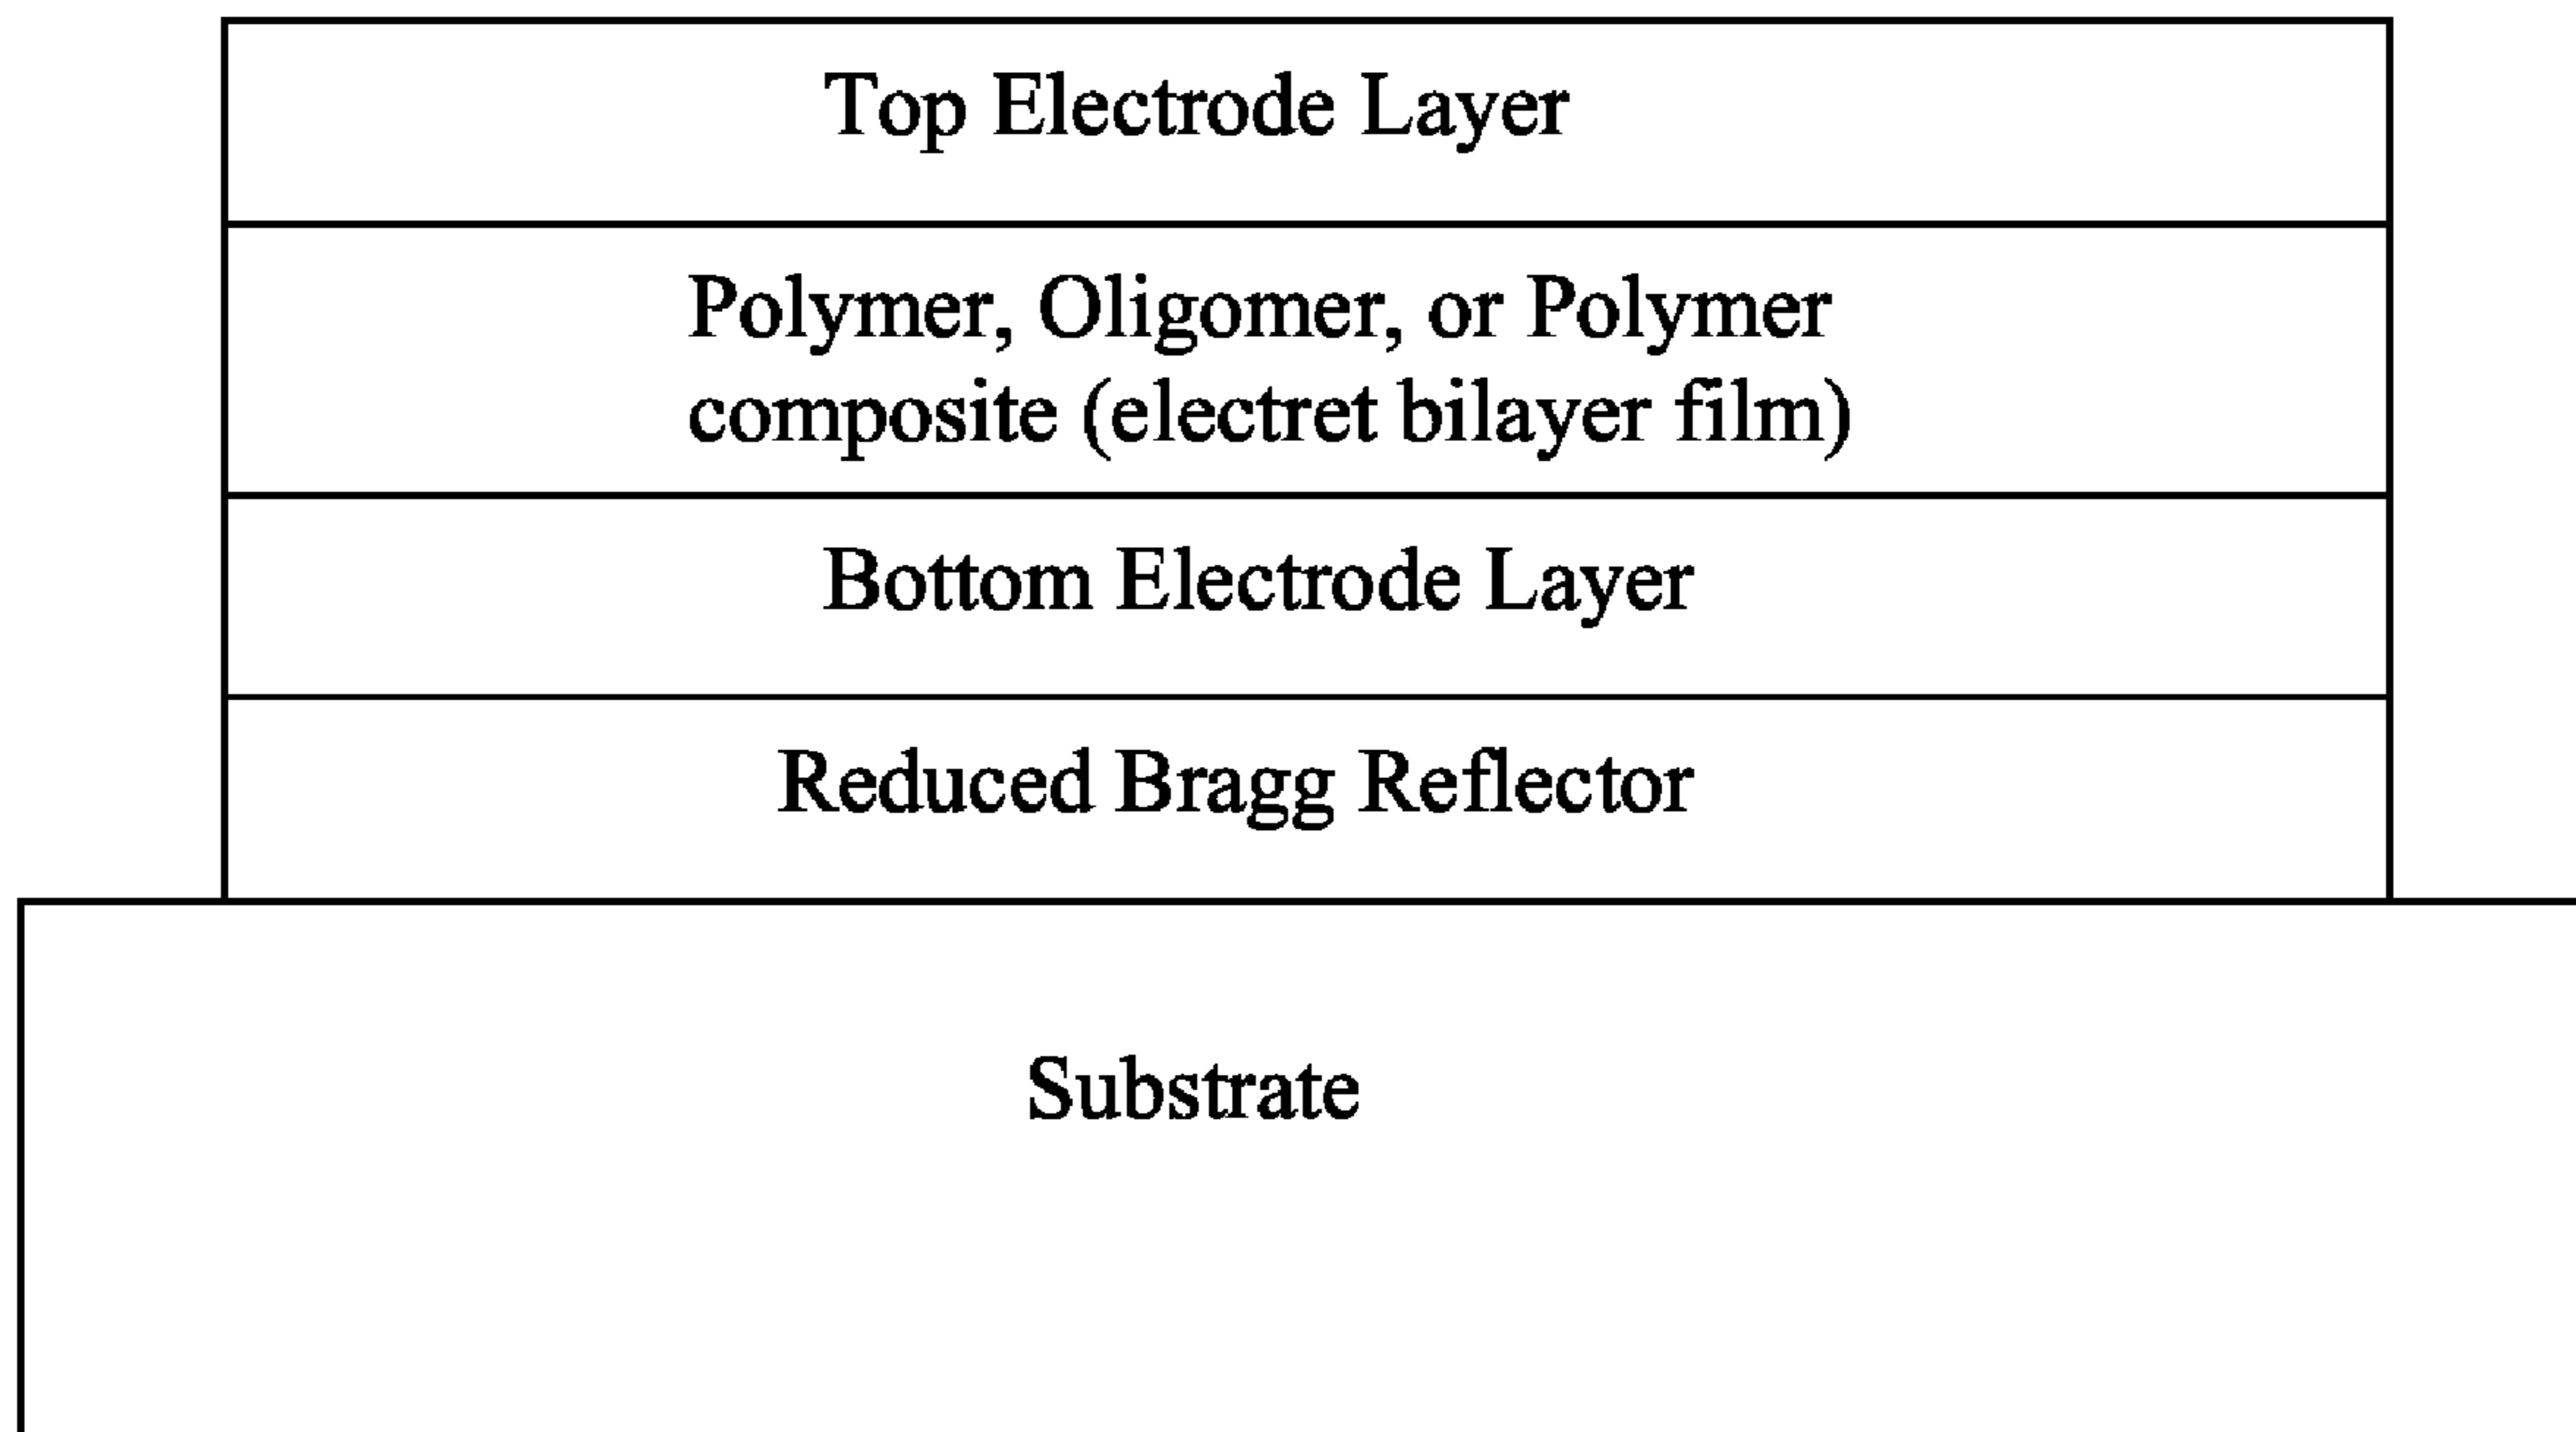 Top Electrode Layer
Polymer, Oligomer, or Polymer
composite (electret bilayer film)
Bottom Electrode Layer
Reduced Bragg Reflector
Substrate